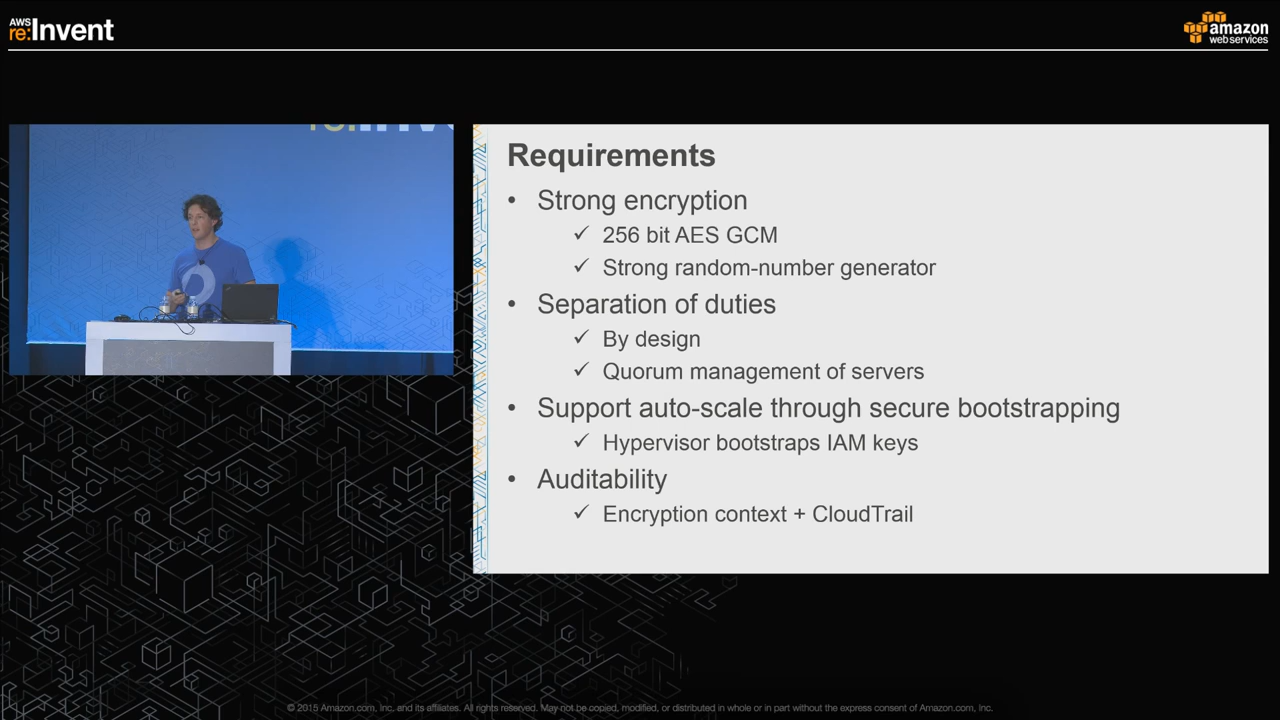 AWS
re:Invent
amazon
web services
Requirements
• Strong encryption
✓ 256 bit AES GCM
✓ Strong random-number generator
• Separation of duties
✓ By design
✓ Quorum management of servers
• Support auto-scale through secure bootstrapping
✓ Hypervisor bootstraps IAM keys
• Auditability
✓ Encryption context + CloudTrail
© 2015 Amazon.com, Inc, and its affiliates. All rights reserved. May not be copied, modified, or distributed in whole or in part without the express consent of Amazon.com, Inc.